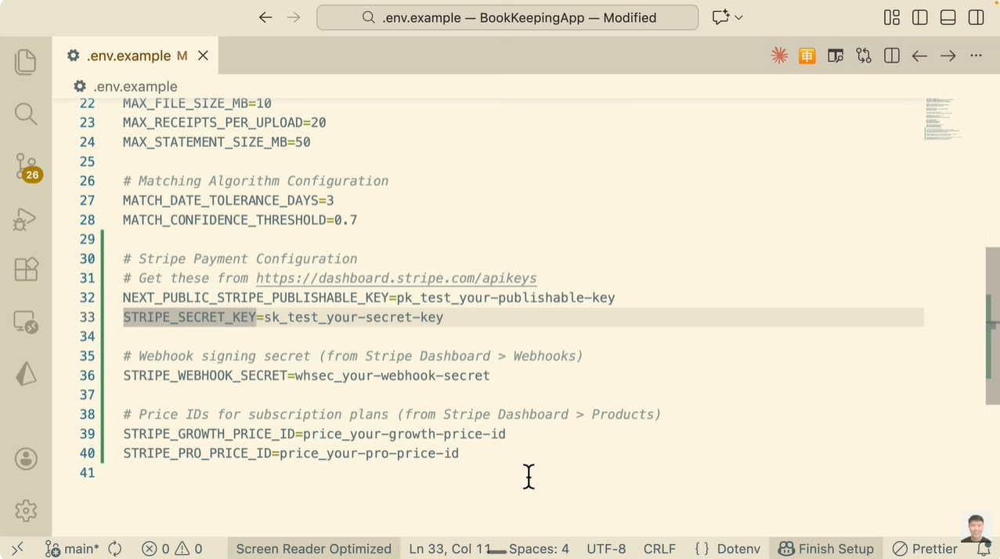 .env.example — BookKeepingApp — Modified
.env.example M
申
.env.example
22 MAX_FILE_SIZE_MB=10
23 MAX_RECEIPTS_PER_UPLOAD=20
24 MAX_STATEMENT_SIZE_MB=50
25
26 # Matching Algorithm Configuration
27 MATCH_DATE_TOLERANCE_DAYS=3
28 MATCH_CONFIDENCE_THRESHOLD=0.7
29
30 # Stripe Payment Configuration
31 # Get these from https://dashboard.stripe.com/apikeys
32 NEXT_PUBLIC_STRIPE_PUBLISHABLE_KEY=pk_test_your-publishable-key
33 STRIPE_SECRET_KEY=sk_test_your-secret-key
34
35 # Webhook signing secret (from Stripe Dashboard > Webhooks)
36 STRIPE_WEBHOOK_SECRET=whsec_your-webhook-secret
37
38 # Price IDs for subscription plans (from Stripe Dashboard > Products)
39 STRIPE_GROWTH_PRICE_ID=price_your-growth-price-id
40 STRIPE_PRO_PRICE_ID=price_your-pro-price-id
41
26
main* 0 0 Screen Reader Optimized Ln 33, Col 11 Spaces: 4 UTF-8 CRLF { } Dotenv Finish Setup Prettier